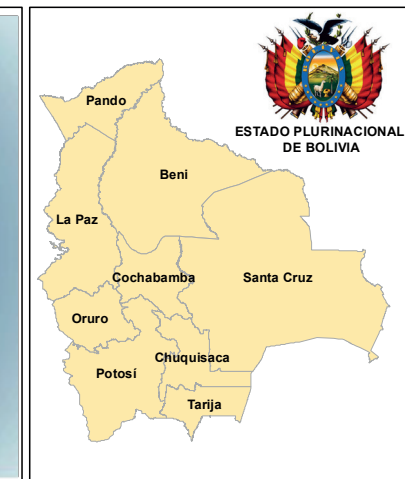 ESTADO PLURINACIONAL
DE BOLIVIA
Pando
Beni
La Paz
Cochabamba
Santa Cruz
Oruro
Chuquisaca
Potosí
Tarija